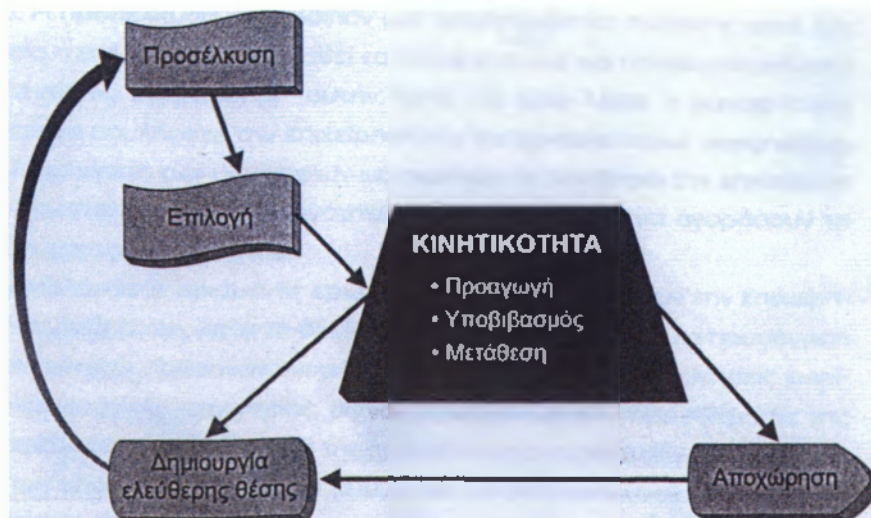 Προσέλκυση
Επιλογή
ΚΙΝΗΤΙΚΟΤΗΤΑ
• Προαγωγή
• Υποβιβασμός
• Μετάθεση
Δημιουργία
ελεύθερης θέσης
Αποχώρηση